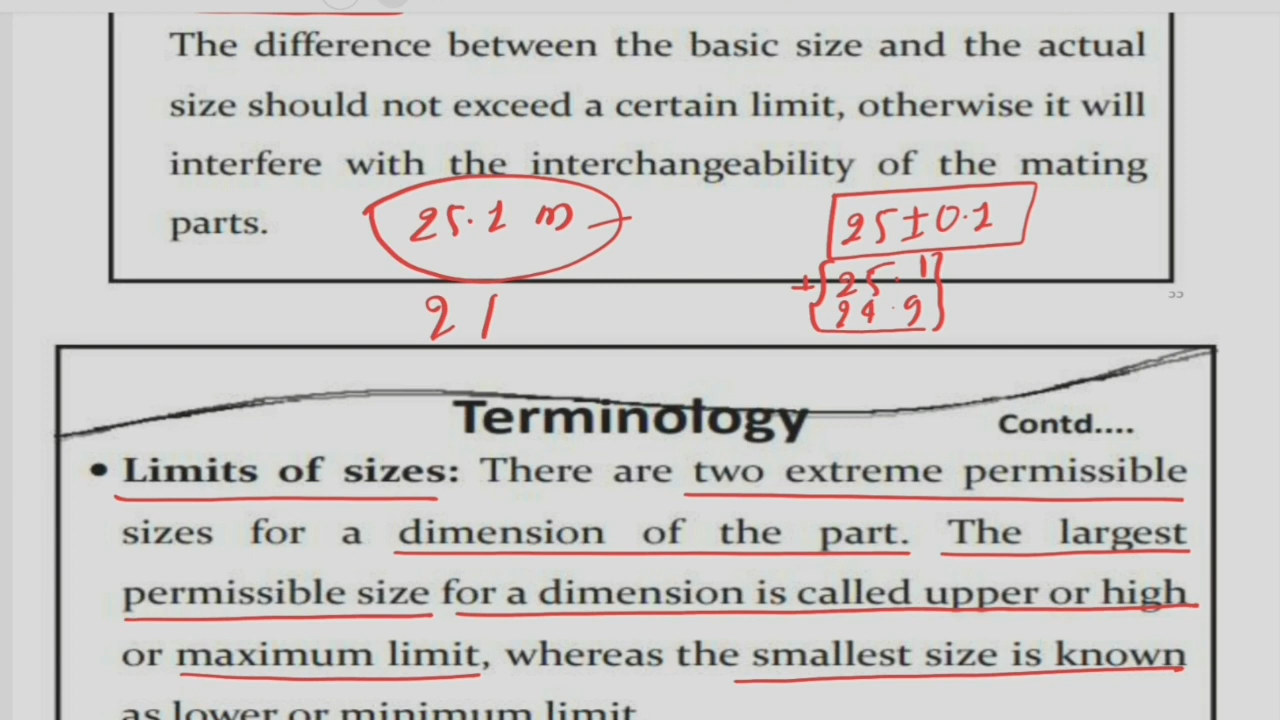 The difference between the basic size and the actual
size should not exceed a certain limit, otherwise it will
interfere with the interchangeability of the mating
parts.
25.1 m
25±0.1
25.1
24.9
2
Terminology
Contd....
• Limits of sizes: There are two extreme permissible
sizes for a dimension of the part. The largest
permissible size for a dimension is called upper or high
or maximum limit, whereas the smallest size is known
as lower or minimum limit.